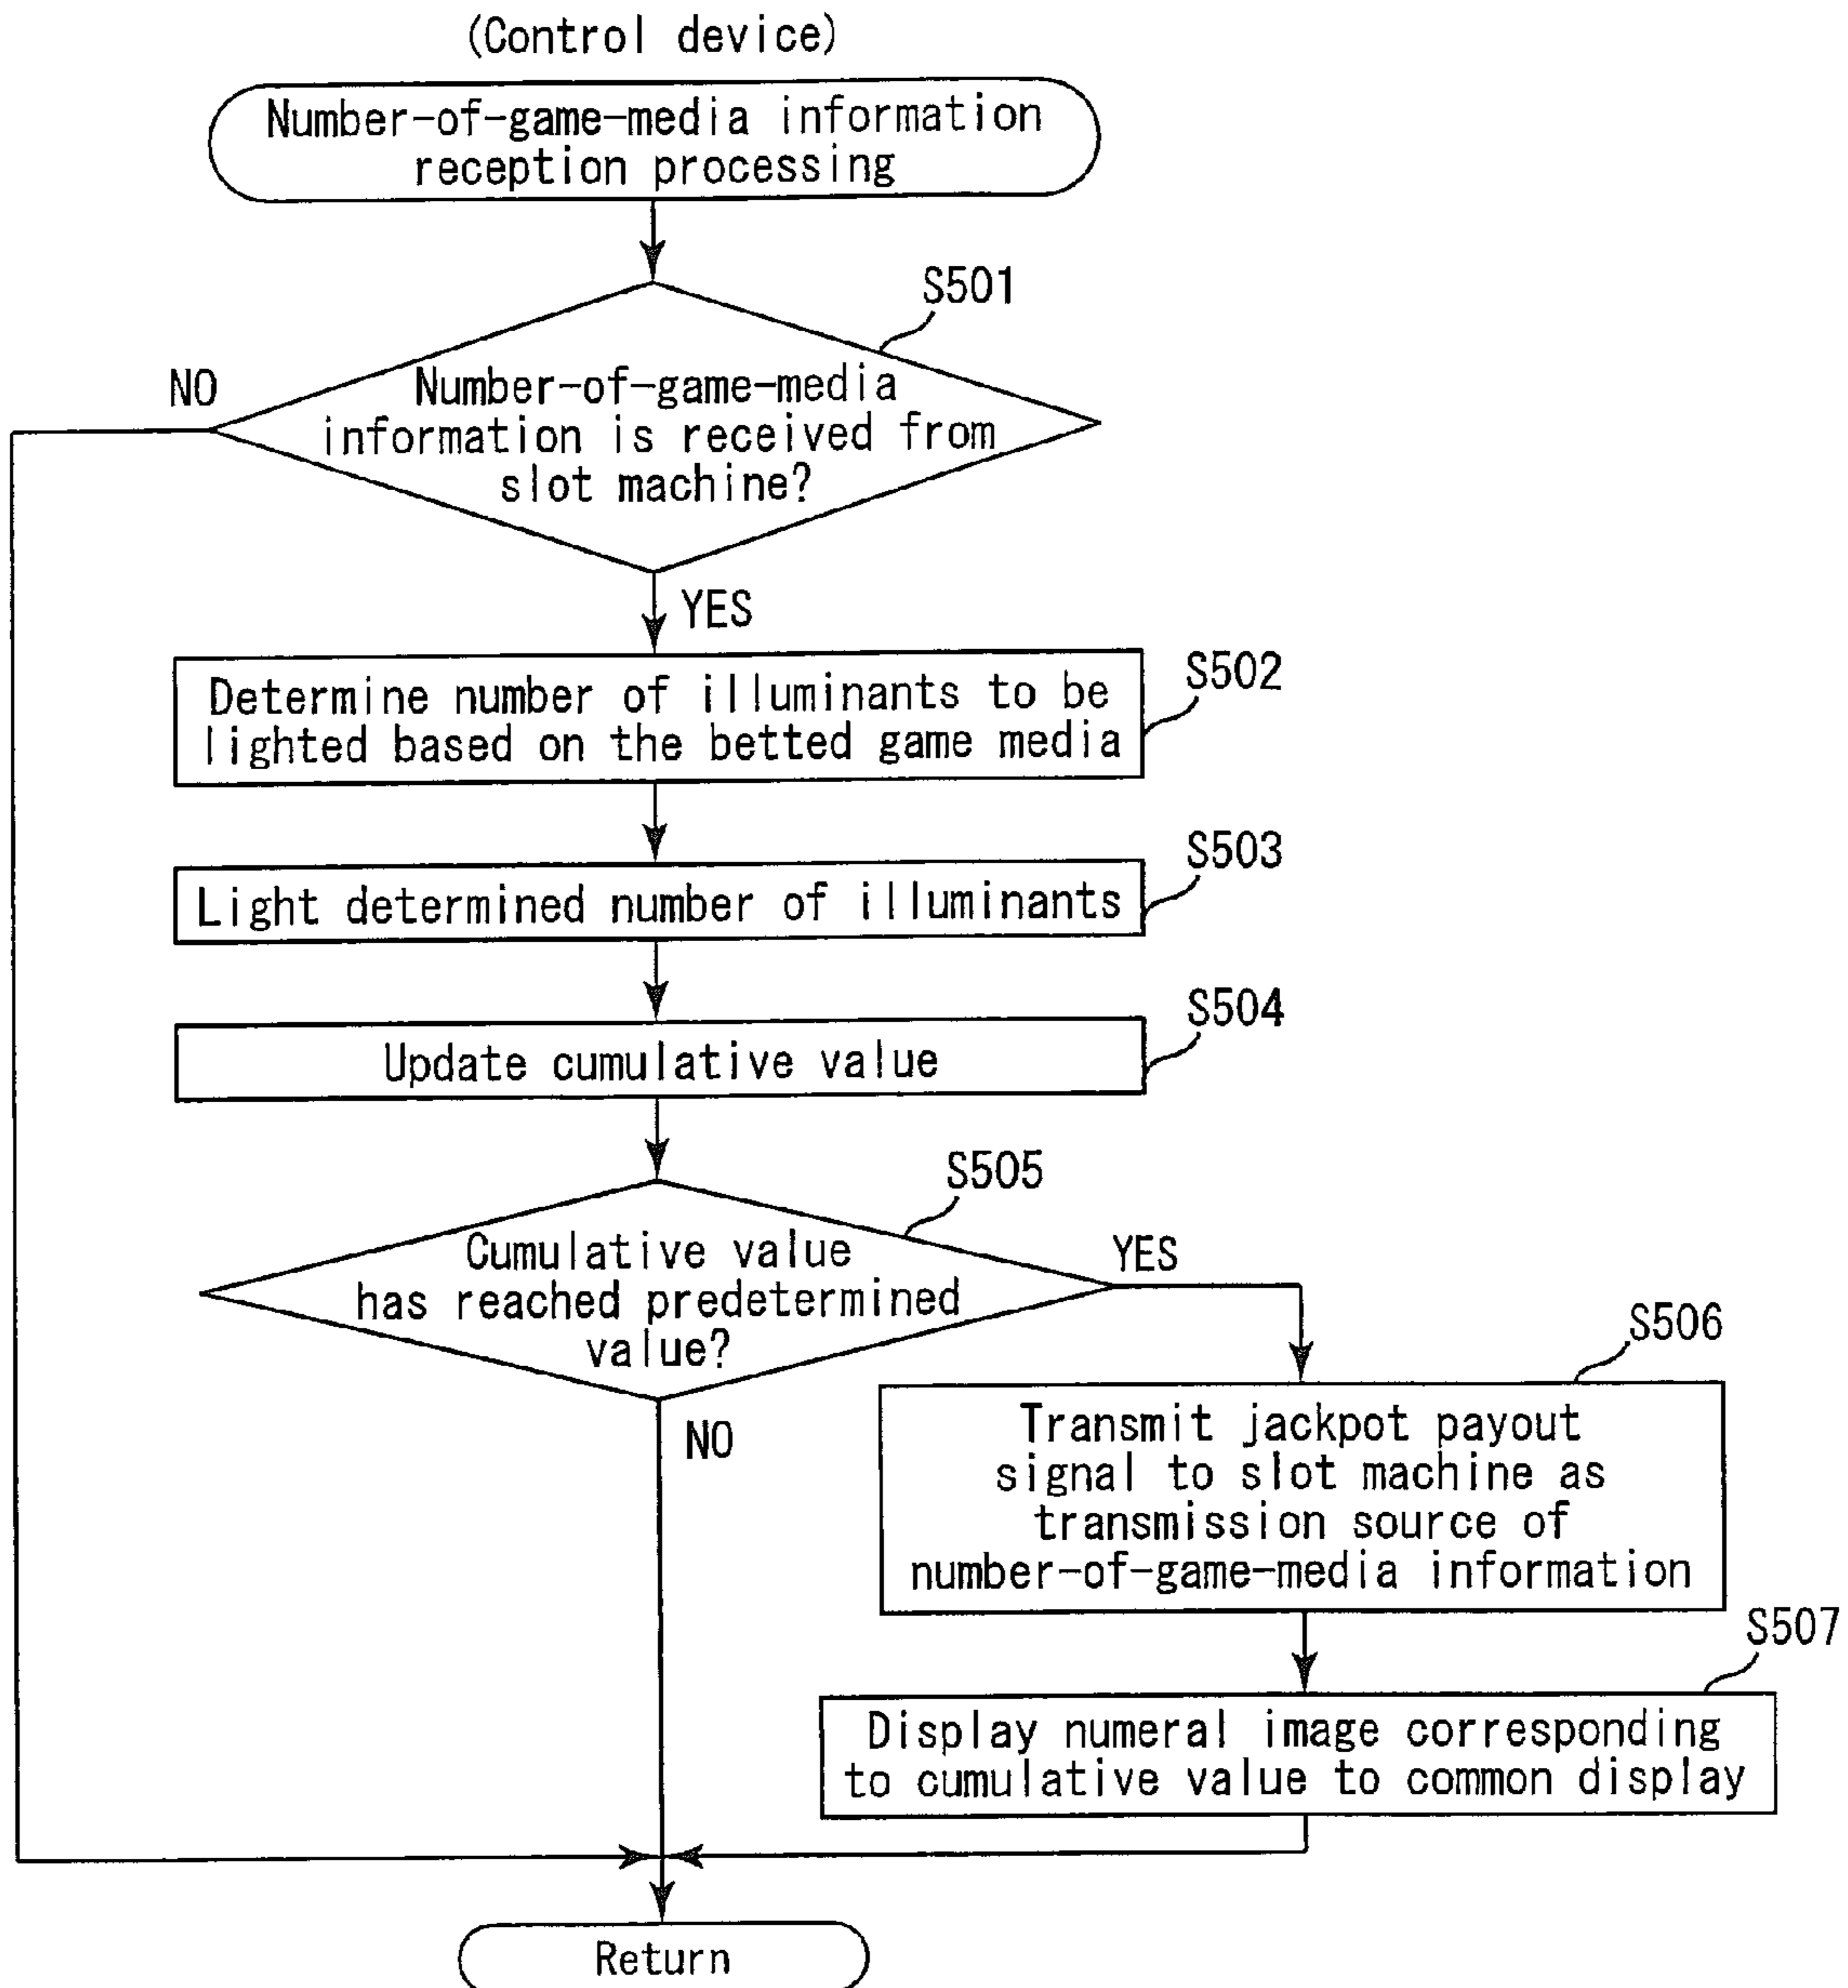 (Control device)
Number-of-game-media information
reception processing
S501
NO
Number-of-game-media
information is received from
slot machine?
YES
S502
Determine number of illuminants to be
lighted based on the betted game media
S503
Light determined number of illuminants
S504
Update cumulative value
S505
Cumulative value
has reached predetermined
value?
YES
NO
S506
Transmit jackpot payout
signal to slot machine as
transmission source of
number-of-game-media information
S507
Display numeral image corresponding
to cumulative value to common display
Return